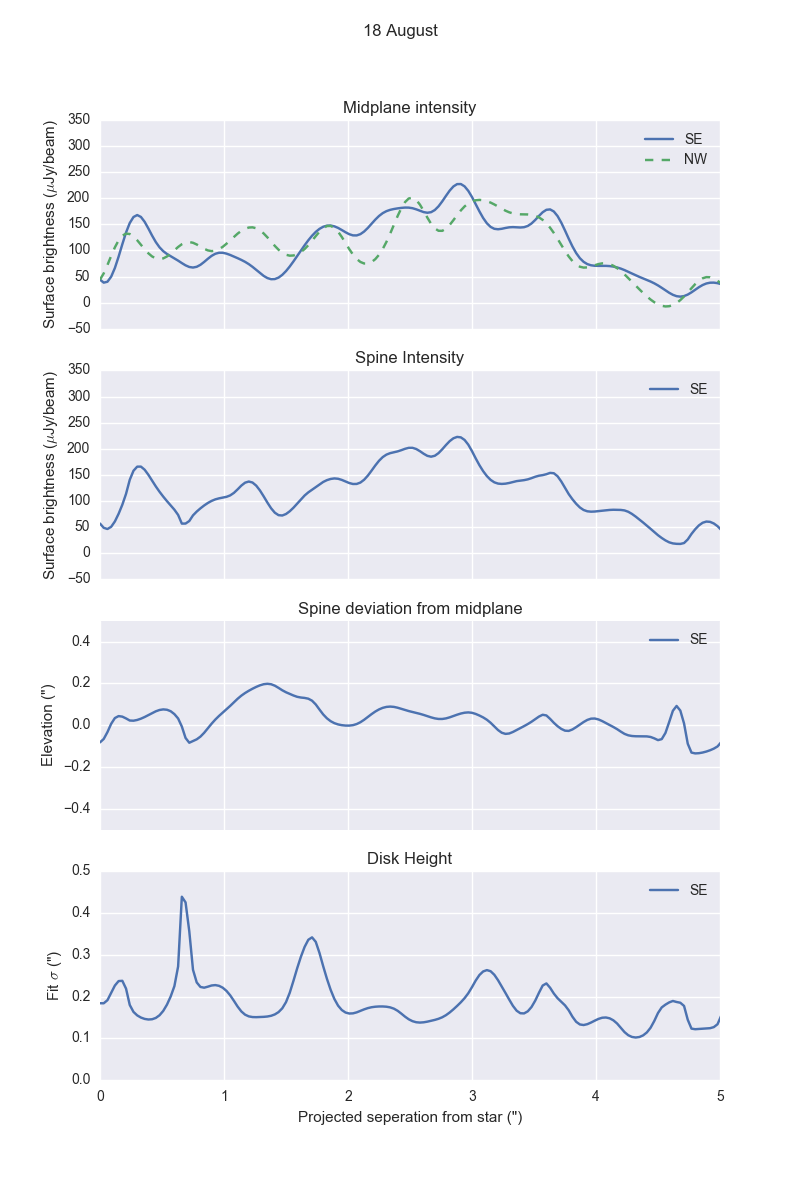 18 August
Midplane intensity
Surface brightness (μJy/beam)
350
300
250
200
150
100
50
0
−50
SE
NW
Spine Intensity
Surface brightness (μJy/beam)
350
300
250
200
150
100
50
0
−50
SE
Spine deviation from midplane
Elevation (")
0.4
0.2
0.0
−0.2
−0.4
SE
Disk Height
Fit σ (")
0.5
0.4
0.3
0.2
0.1
0.0
SE
0 1 2 3 4 5
Projected seperation from star (")